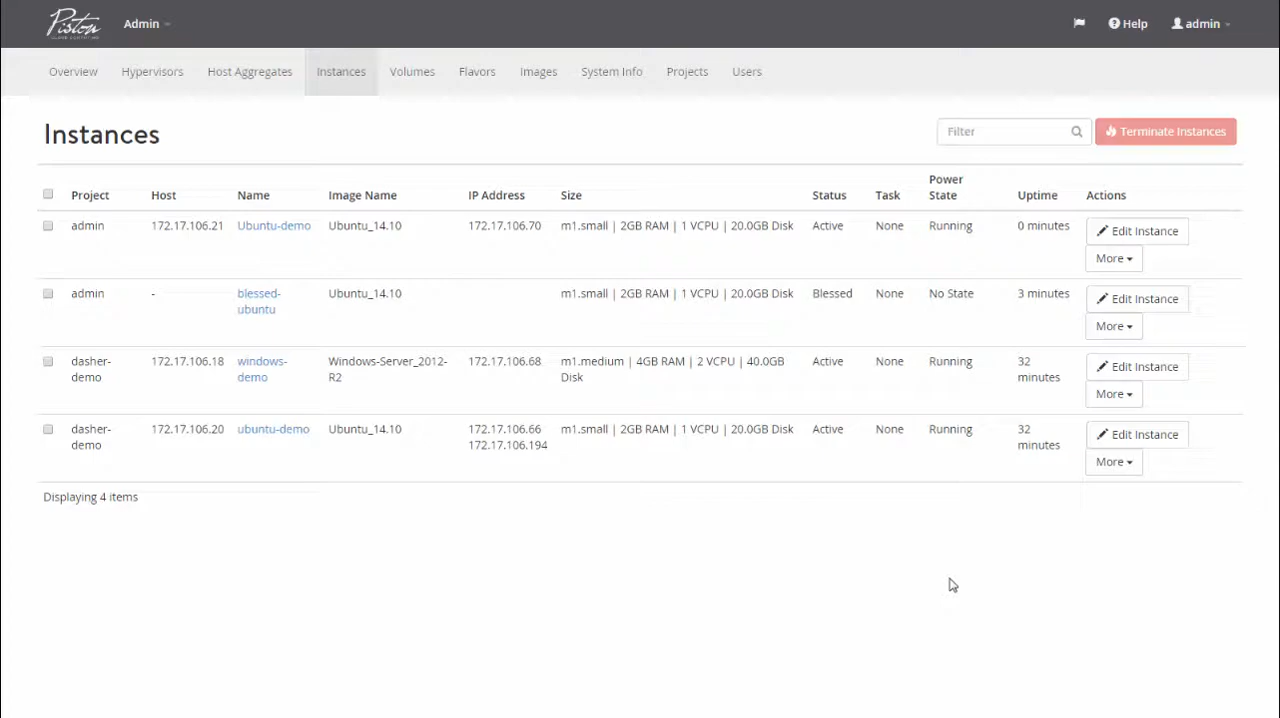 Piston
Admin
Help
admin
Overview
Hypervisors
Host Aggregates
Instances
Volumes
Flavors
Images
System Info
Projects
Users
Instances
Filter
Terminate Instances
Project Host Name Image Name IP Address Size Status Task Power State Uptime Actions
admin 172.17.106.21 Ubuntu-demo Ubuntu_14.10 172.17.106.70 m1.small | 2GB RAM | 1 VCPU | 20.0GB Disk Active None Running 0 minutes Edit Instance
More
admin - blessed-ubuntu Ubuntu_14.10 m1.small | 2GB RAM | 1 VCPU | 20.0GB Disk Blessed None No State 3 minutes Edit Instance
More
dasher-demo 172.17.106.18 windows-demo Windows-Server_2012-R2 172.17.106.68 m1.medium | 4GB RAM | 2 VCPU | 40.0GB Disk Active None Running 32 minutes Edit Instance
More
dasher-demo 172.17.106.20 ubuntu-demo Ubuntu_14.10 172.17.106.66 172.17.106.194 m1.small | 2GB RAM | 1 VCPU | 20.0GB Disk Active None Running 32 minutes Edit Instance
More
Displaying 4 items